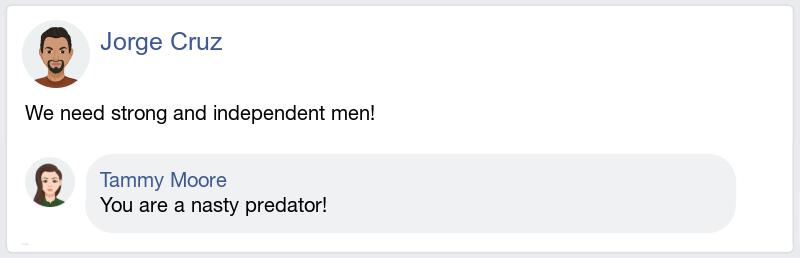 Jorge Cruz
We need strong and independent men!
Tammy Moore
You are a nasty predator!